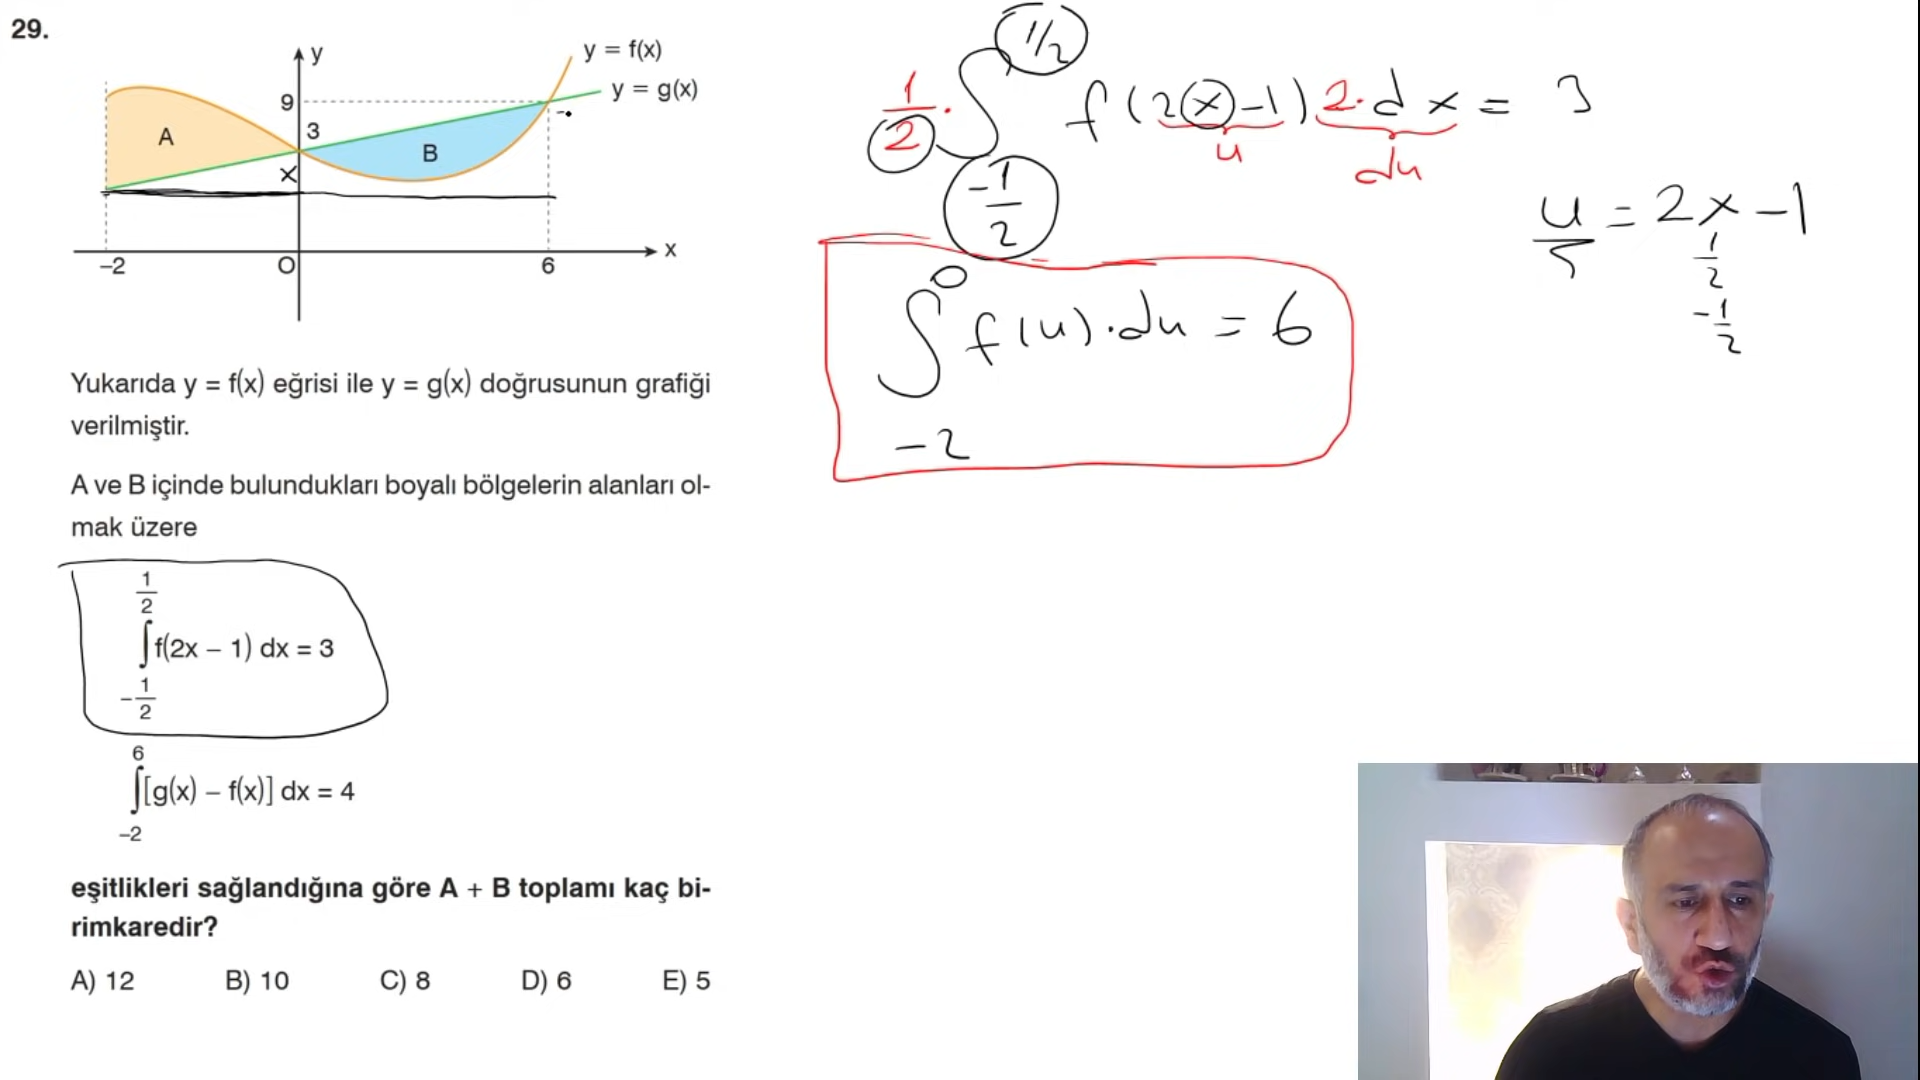 29.
y
y = f(x)
y = g(x)
9
3
A
B
x
–2
O
6
x
Yukarıda y = f(x) eğrisi ile y = g(x) doğrusunun grafiği
verilmiştir.
A ve B içinde bulundukları boyalı bölgelerin alanları ol-
mak üzere
1/2
∫ f(2x – 1) dx = 3
–1/2
6
∫ [g(x) – f(x)] dx = 4
–2
eşitlikleri sağlandığına göre A + B toplamı kaç bi-
rimkaredir?
A) 12 B) 10 C) 8 D) 6 E) 5
1/2
1/2 · ∫ f(2x–1) 2·dx = 3
u du
-1/2
u = 2x–1
1/2
-1/2
0
∫ f(u)·du = 6
-2